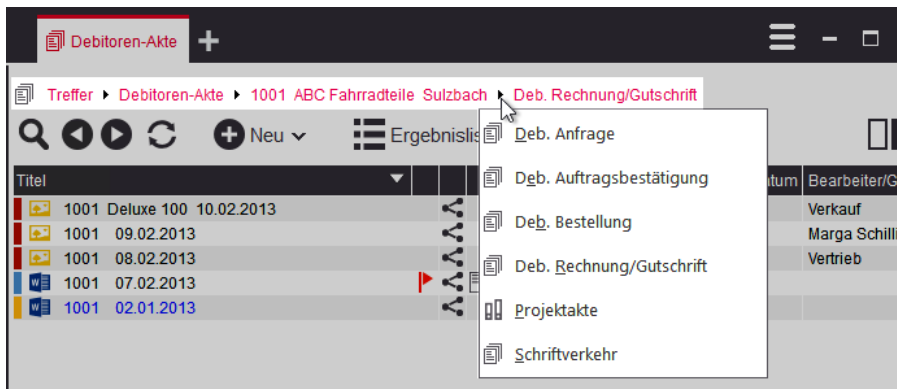 Debitoren-Akte
Treffer Debitoren-Akte 1001 ABC Fahrradteile Sulzbach Deb. Rechnung/Gutschrift
Neu Ergebnislis
Deb. Anfrage
Deb. Auftragsbestätigung
Deb. Bestellung
Deb. Rechnung/Gutschrift
Projektakte
Schriftverkehr
Titel tum Bearbeiter/G
1001 Deluxe 100 10.02.2013 Verkauf
1001 09.02.2013 Marga Schilli
1001 08.02.2013 Vertrieb
1001 07.02.2013
1001 02.01.2013